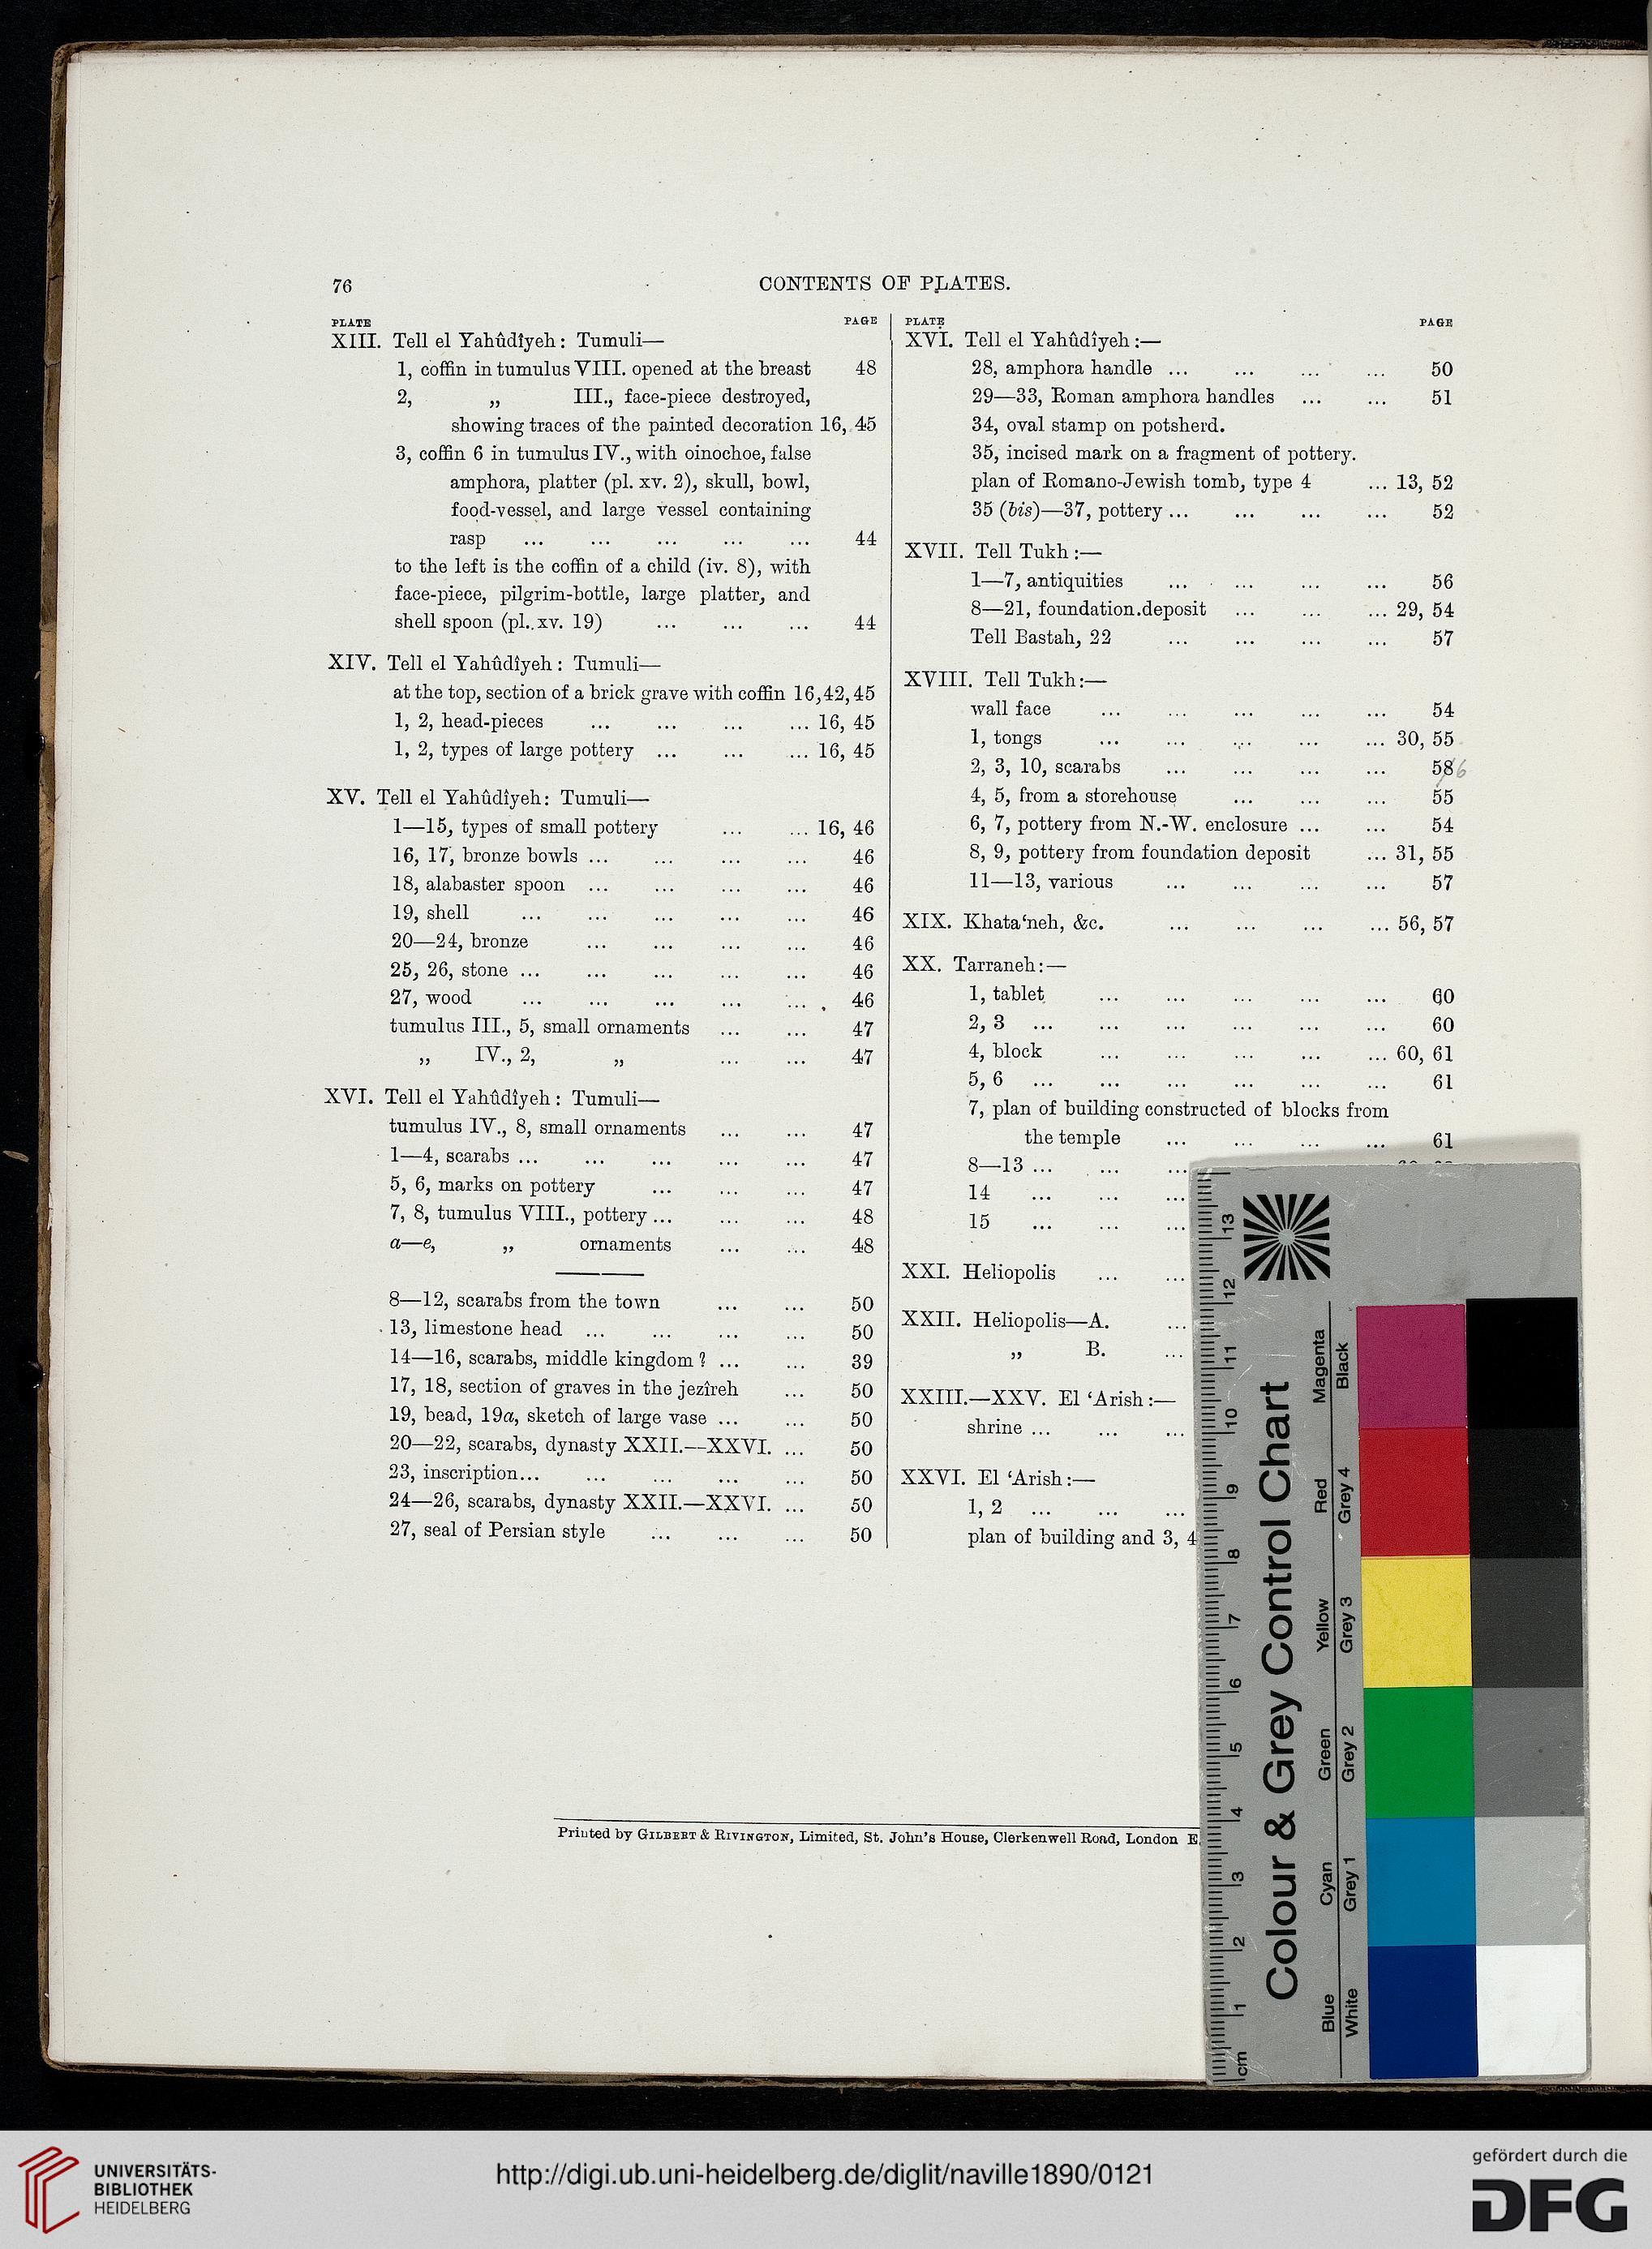 76
CONTENTS OF PLATES.
PLATE PAGE
XIII. Tell el Yahûdîyeh: Tumuli—
1, coffin in tumulus VIII. opened at the breast 48
2, „ III., face-piece destroyed,
showing traces of the painted decoration 16, 45
3, coffin 6 in tumulus IV., with oinochoe, false
amphora, platter (pl. xv. 2), skull, bowl,
food-vessel, and large vessel containing
rasp ... ... ... ... ... 44
to the left is the coffin of a child (iv. 8), with
face-piece, pilgrim-bottle, large platter, and
shell spoon (pl. xv. 19) ... ... ... 44
XIV. Tell el Yahûdîyeh: Tumuli—
at the top, section of a brick grave with coffin 16, 42, 45
1, 2, head-pieces ... ... ... ... 16, 45
1, 2, types of large pottery ... ... ... 16, 45
XV. Tell el Yahûdîyeh: Tumuli—
1—15, types of small pottery ... ... 16, 46
16, 17, bronze bowls ... ... ... ... 46
18, alabaster spoon ... ... ... ... 46
19, shell ... ... ... ... ... 46
20—24, bronze ... ... ... ... 46
25, 26, stone ... ... ... ... ... 46
27, wood ... ... ... ... ... 46
tumulus III., 5, small ornaments ... ... 47
„ IV., 2, „ ... ... 47
XVI. Tell el Yahûdîyeh: Tumuli—
tumulus IV., 8, small ornaments ... ... 47
1—4, scarabs ... ... ... ... ... 47
5, 6, marks on pottery ... ... ... 47
7, 8, tumulus VIII., pottery ... ... ... 48
a—e, „ ornaments ... ... 48
8—12, scarabs from the town ... ... 50
13, limestone head ... ... ... ... 50
14—16, scarabs, middle kingdom? ... ... 39
17, 18, section of graves in the jezîreh ... 50
19, bead, 19a, sketch of large vase ... ... 50
20—22, scarabs, dynasty XXII.—XXVI. ... 50
23, inscription... ... ... ... ... 50
24—26, scarabs, dynasty XXII.—XXVI. ... 50
27, seal of Persian style ... ... ... 50
PLATE PAGE
XVI. Tell el Yahûdîyeh:—
28, amphora handle ... ... ... ... 50
29—33, Roman amphora handles ... ... 51
34, oval stamp on potsherd.
35, incised mark on a fragment of pottery.
plan of Romano-Jewish tomb, type 4 ... 13, 52
35 (bis)—37, pottery ... ... ... ... 52
XVII. Tell Tukh:—
1—7, antiquities ... ... ... ... 56
8—21, foundation.deposit ... ... ... 29, 54
Tell Bastah, 22 ... ... ... ... 57
XVIII. Tell Tukh:—
wall face ... ... ... ... ... 54
1, tongs ... ... ... ... ... 30, 55
2, 3, 10, scarabs ... ... ... ... 58 6
4, 5, from a storehouse ... ... ... 55
6, 7, pottery from N.-W. enclosure ... ... 54
8, 9, pottery from foundation deposit ... 31, 55
11—13, various ... ... ... ... 57
XIX. Khata‘neh, &c. ... ... ... ... 56, 57
XX. Tarraneh:—
1, tablet ... ... ... ... ... 60
2, 3 ... ... ... ... ... ... 60
4, block ... ... ... ... ... 60, 61
5, 6 ... ... ... ... ... ... 61
7, plan of building constructed of blocks from
the temple ... ... ... ... 61
8—13 ... ... ...
14 ... ... ...
15 ... ... ...
XXI. Heliopolis ... ...
XXII. Heliopolis—A. ...
„ B. ...
XXIII.—XXV. El ‘Arish:—
shrine ... ... ...
XXVI. El ‘Arish:—
1, 2 ... ... ...
plan of building and 3, 4
Printed by GILBERT & RIVINGTON, Limited, St. John's House, Clerkenwell Road, London E.
Colour & Grey Control Chart
Blue Cyan Green Yellow Red Magenta
White Grey 1 Grey 2 Grey 3 Grey 4 Black
cm 1 2 3 4 5 6 7 8 9 10 11 12 13
UNIVERSITÄTS-
BIBLIOTHEK
HEIDELBERG
http://digi.ub.uni-heidelberg.de/diglit/naville1890/0121
gefördert durch die
DFG